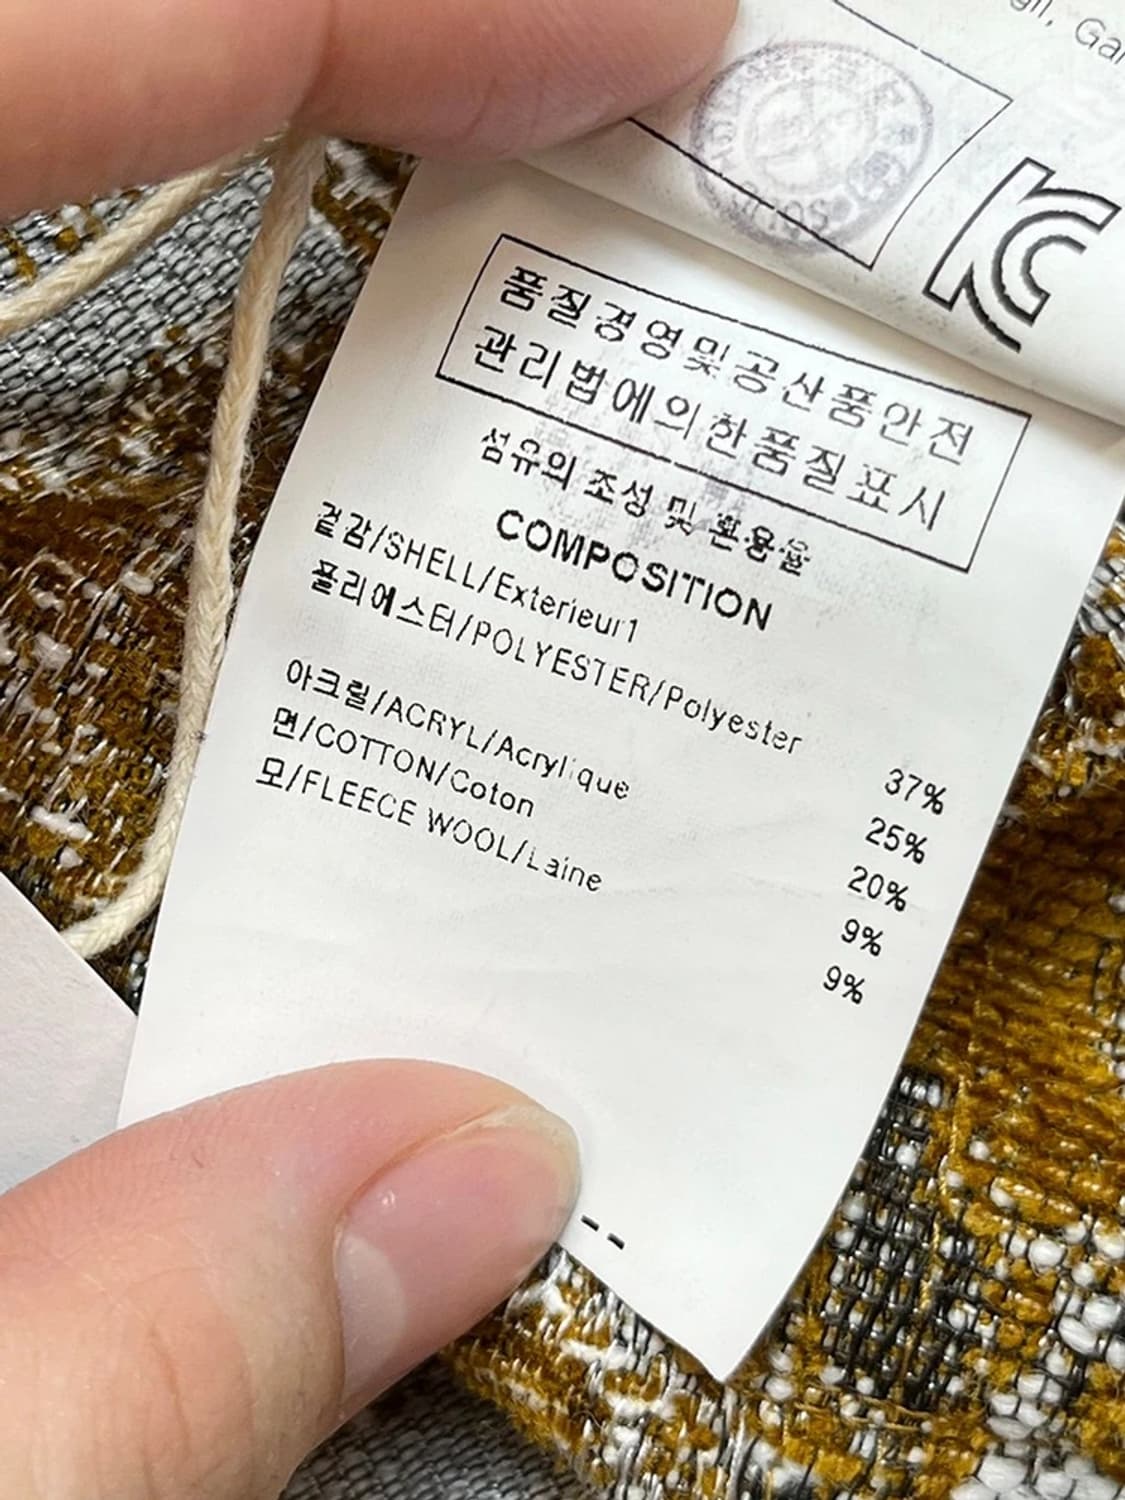 KC
품질경영및공산품안전
관리법에의한품질표시
섬유의 조성 및 혼용율
COMPOSITION
겉감/SHELL/Exterieur1
폴리에스터/POLYESTER/Polyester 37%
25%
아크릴/ACRYL/Acrylique 20%
면/COTTON/Coton 9%
모/FLEECE WOOL/Laine 9%
--